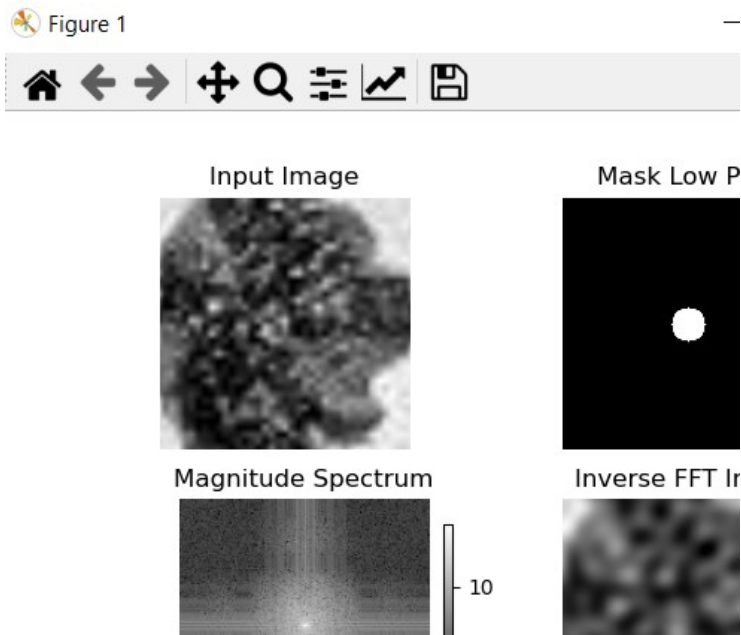 Figure 1
Input Image
Mask Low P
Magnitude Spectrum
Inverse FFT I
10